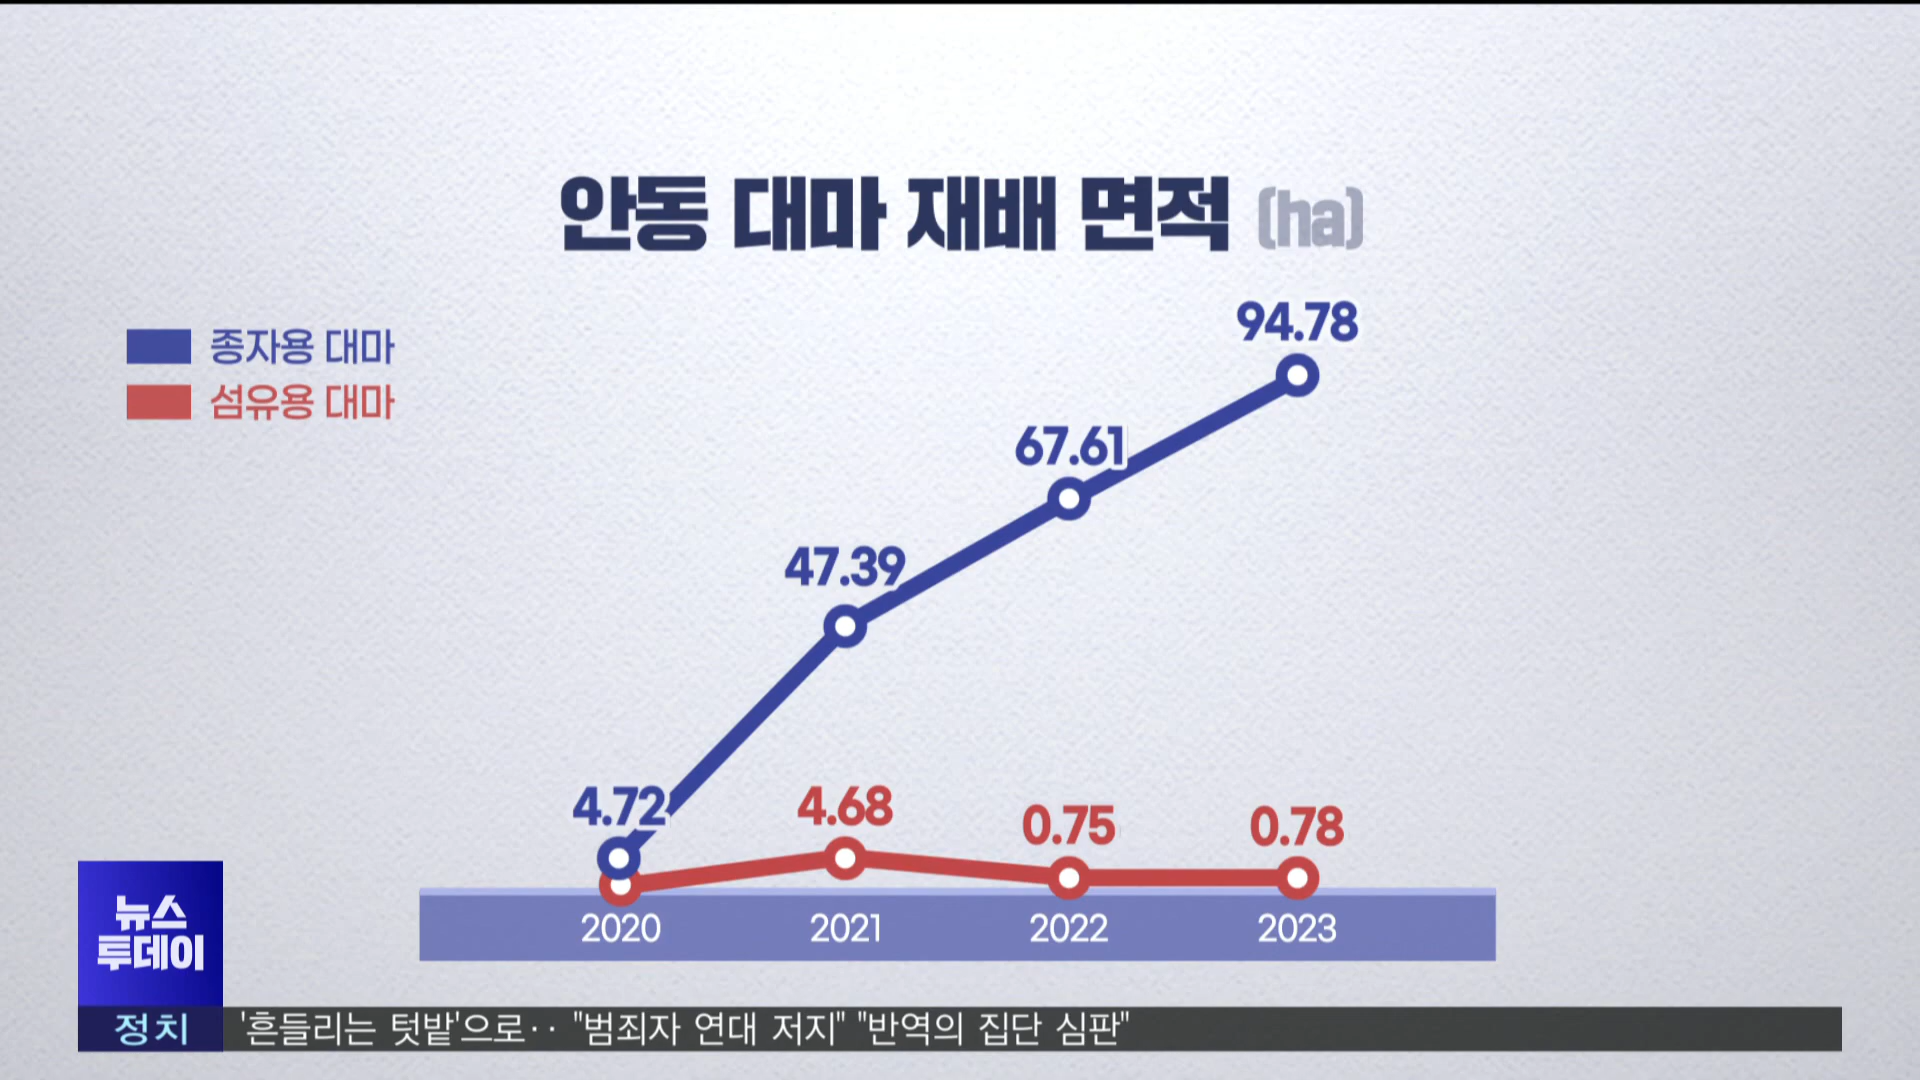 안동 대마 재배 면적 (ha)
종자용 대마
섬유용 대마
94.78
67.61
47.39
4.72
4.68
0.75
0.78
2020 2021 2022 2023
뉴스
투데이
정치 '흔들리는 텃밭'으로‥ "범죄자 연대 저지" "반역의 집단 심판"